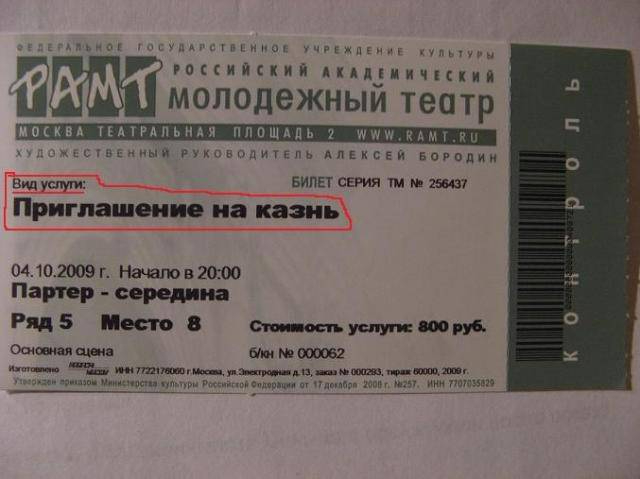 ФЕДЕРАЛЬНОЕ ГОСУДАРСТВЕННОЕ УЧРЕЖДЕНИЕ КУЛЬТУРЫ
РАМТ
РОССИЙСКИЙ АКАДЕМИЧЕСКИЙ
МОЛОДЕЖНЫЙ театр
МОСКВА ТЕАТРАЛЬНАЯ ПЛОЩАДЬ 2 WWW.RAMT.RU
ХУДОЖЕСТВЕННЫЙ РУКОВОДИТЕЛЬ АЛЕКСЕЙ БОРОДИН
Вид услуги:
БИЛЕТ СЕРИЯ ТМ № 256437
Приглашение на казнь
04.10.2009 г. Начало в 20:00
Партер - середина
Ряд 5 Место 8 Стоимость услуги: 800 руб.
Основная сцена б/кн № 000062
Изготовлено ИНН 7722176060 г.Москва, ул.Электродная д.13, заказ № 000293, тираж 60000, 2009 г.
Утвержден приказом Министерства культуры Российской Федерации от 17 декабря 2008 г. №257. ИНН 7707035829
контроль